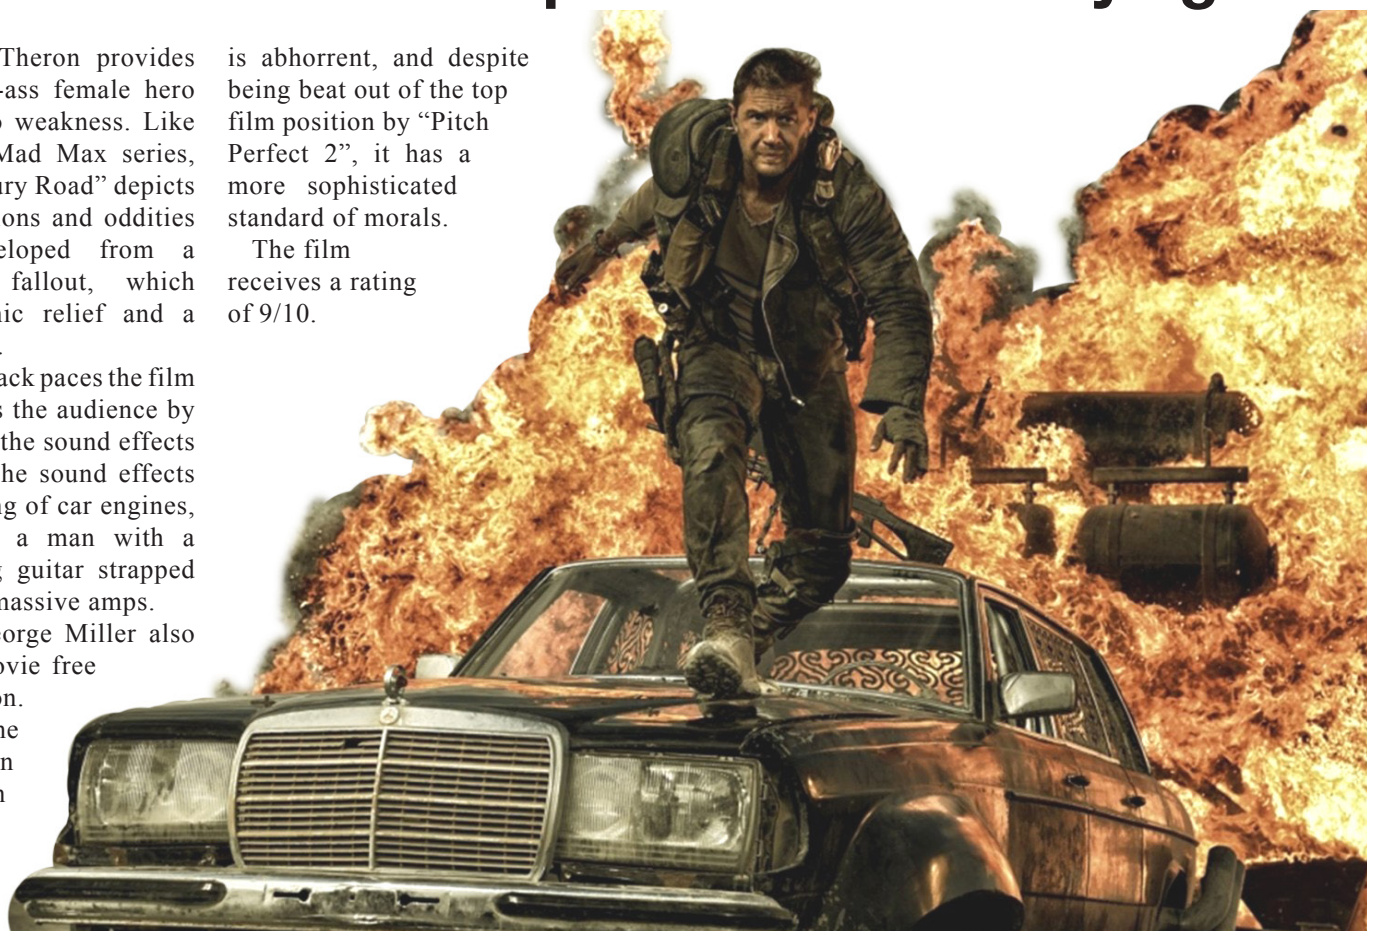 Theron provides
-ass female hero
weakness. Like
Mad Max series,
ury Road” depicts
ons and oddities
eloped from a
fallout, which
ic relief and a
ack paces the film
s the audience by
the sound effects
he sound effects
g of car engines,
a man with a
g guitar strapped
massive amps.
eorge Miller also
ovie free
on.
he
n
n
is abhorrent, and despite
being beat out of the top
film position by “Pitch
Perfect 2”, it has a
more sophisticated
standard of morals.
The film
receives a rating
of 9/10.